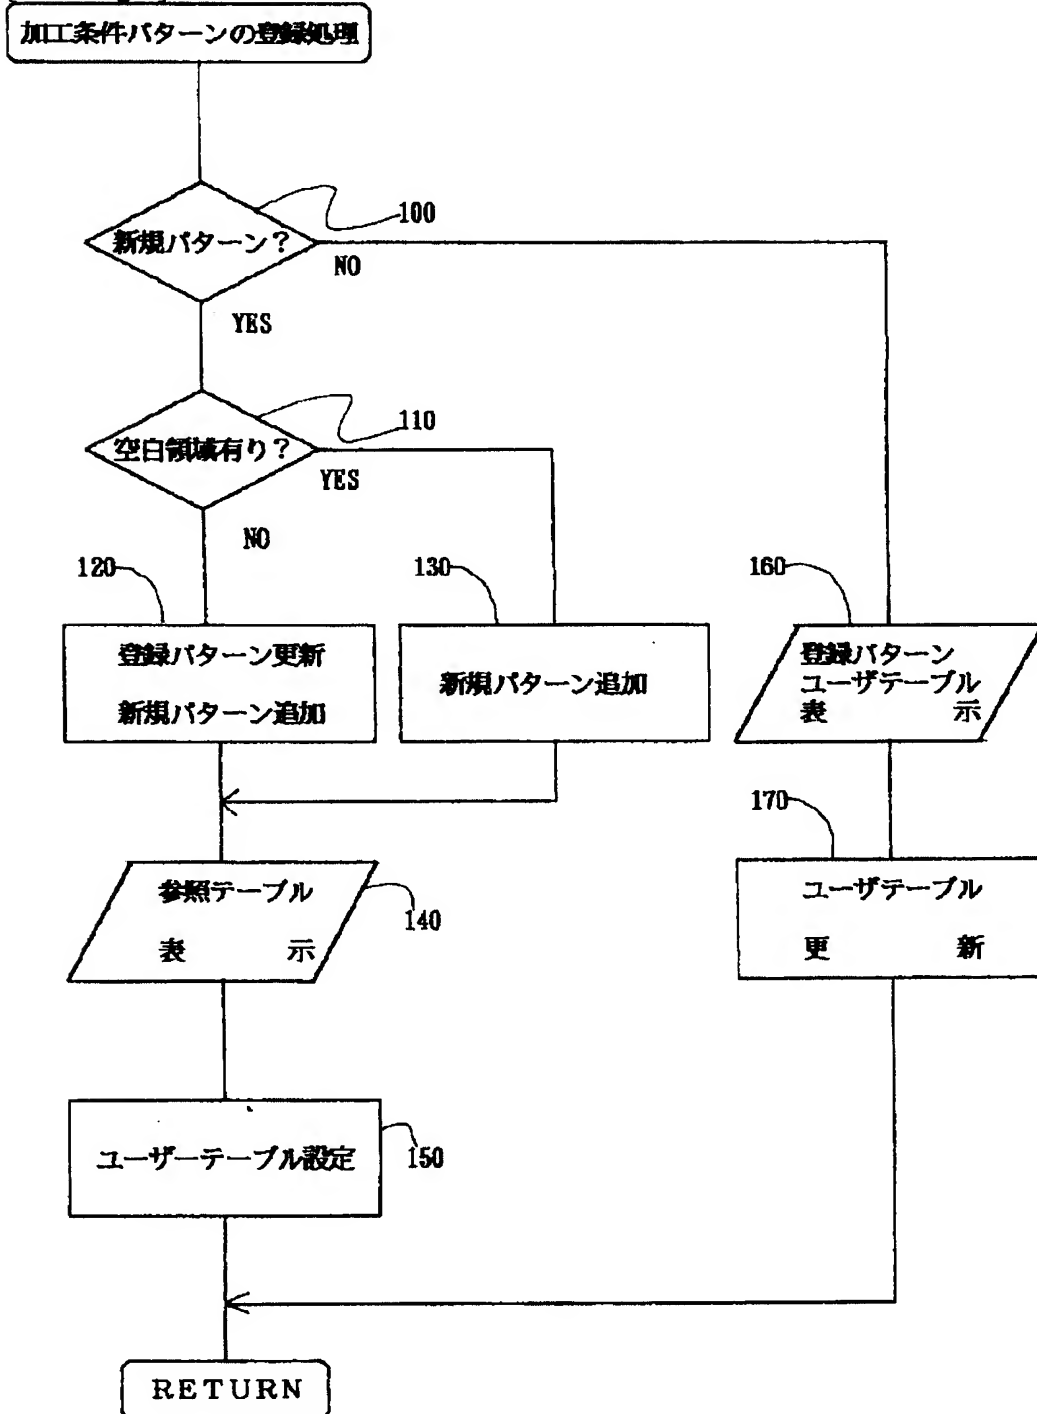 加工条件パターンの登録処理
100
新規パターン？
NO
YES
110
空白領域有り？
YES
NO
120
130
160
登録パターン更新
新規パターン追加
新規パターン追加
登録パターン
ユーザテーブル
表 示
170
参照テーブル
表 示
140
ユーザテーブル
更 新
ユーザーテーブル設定
150
RETURN